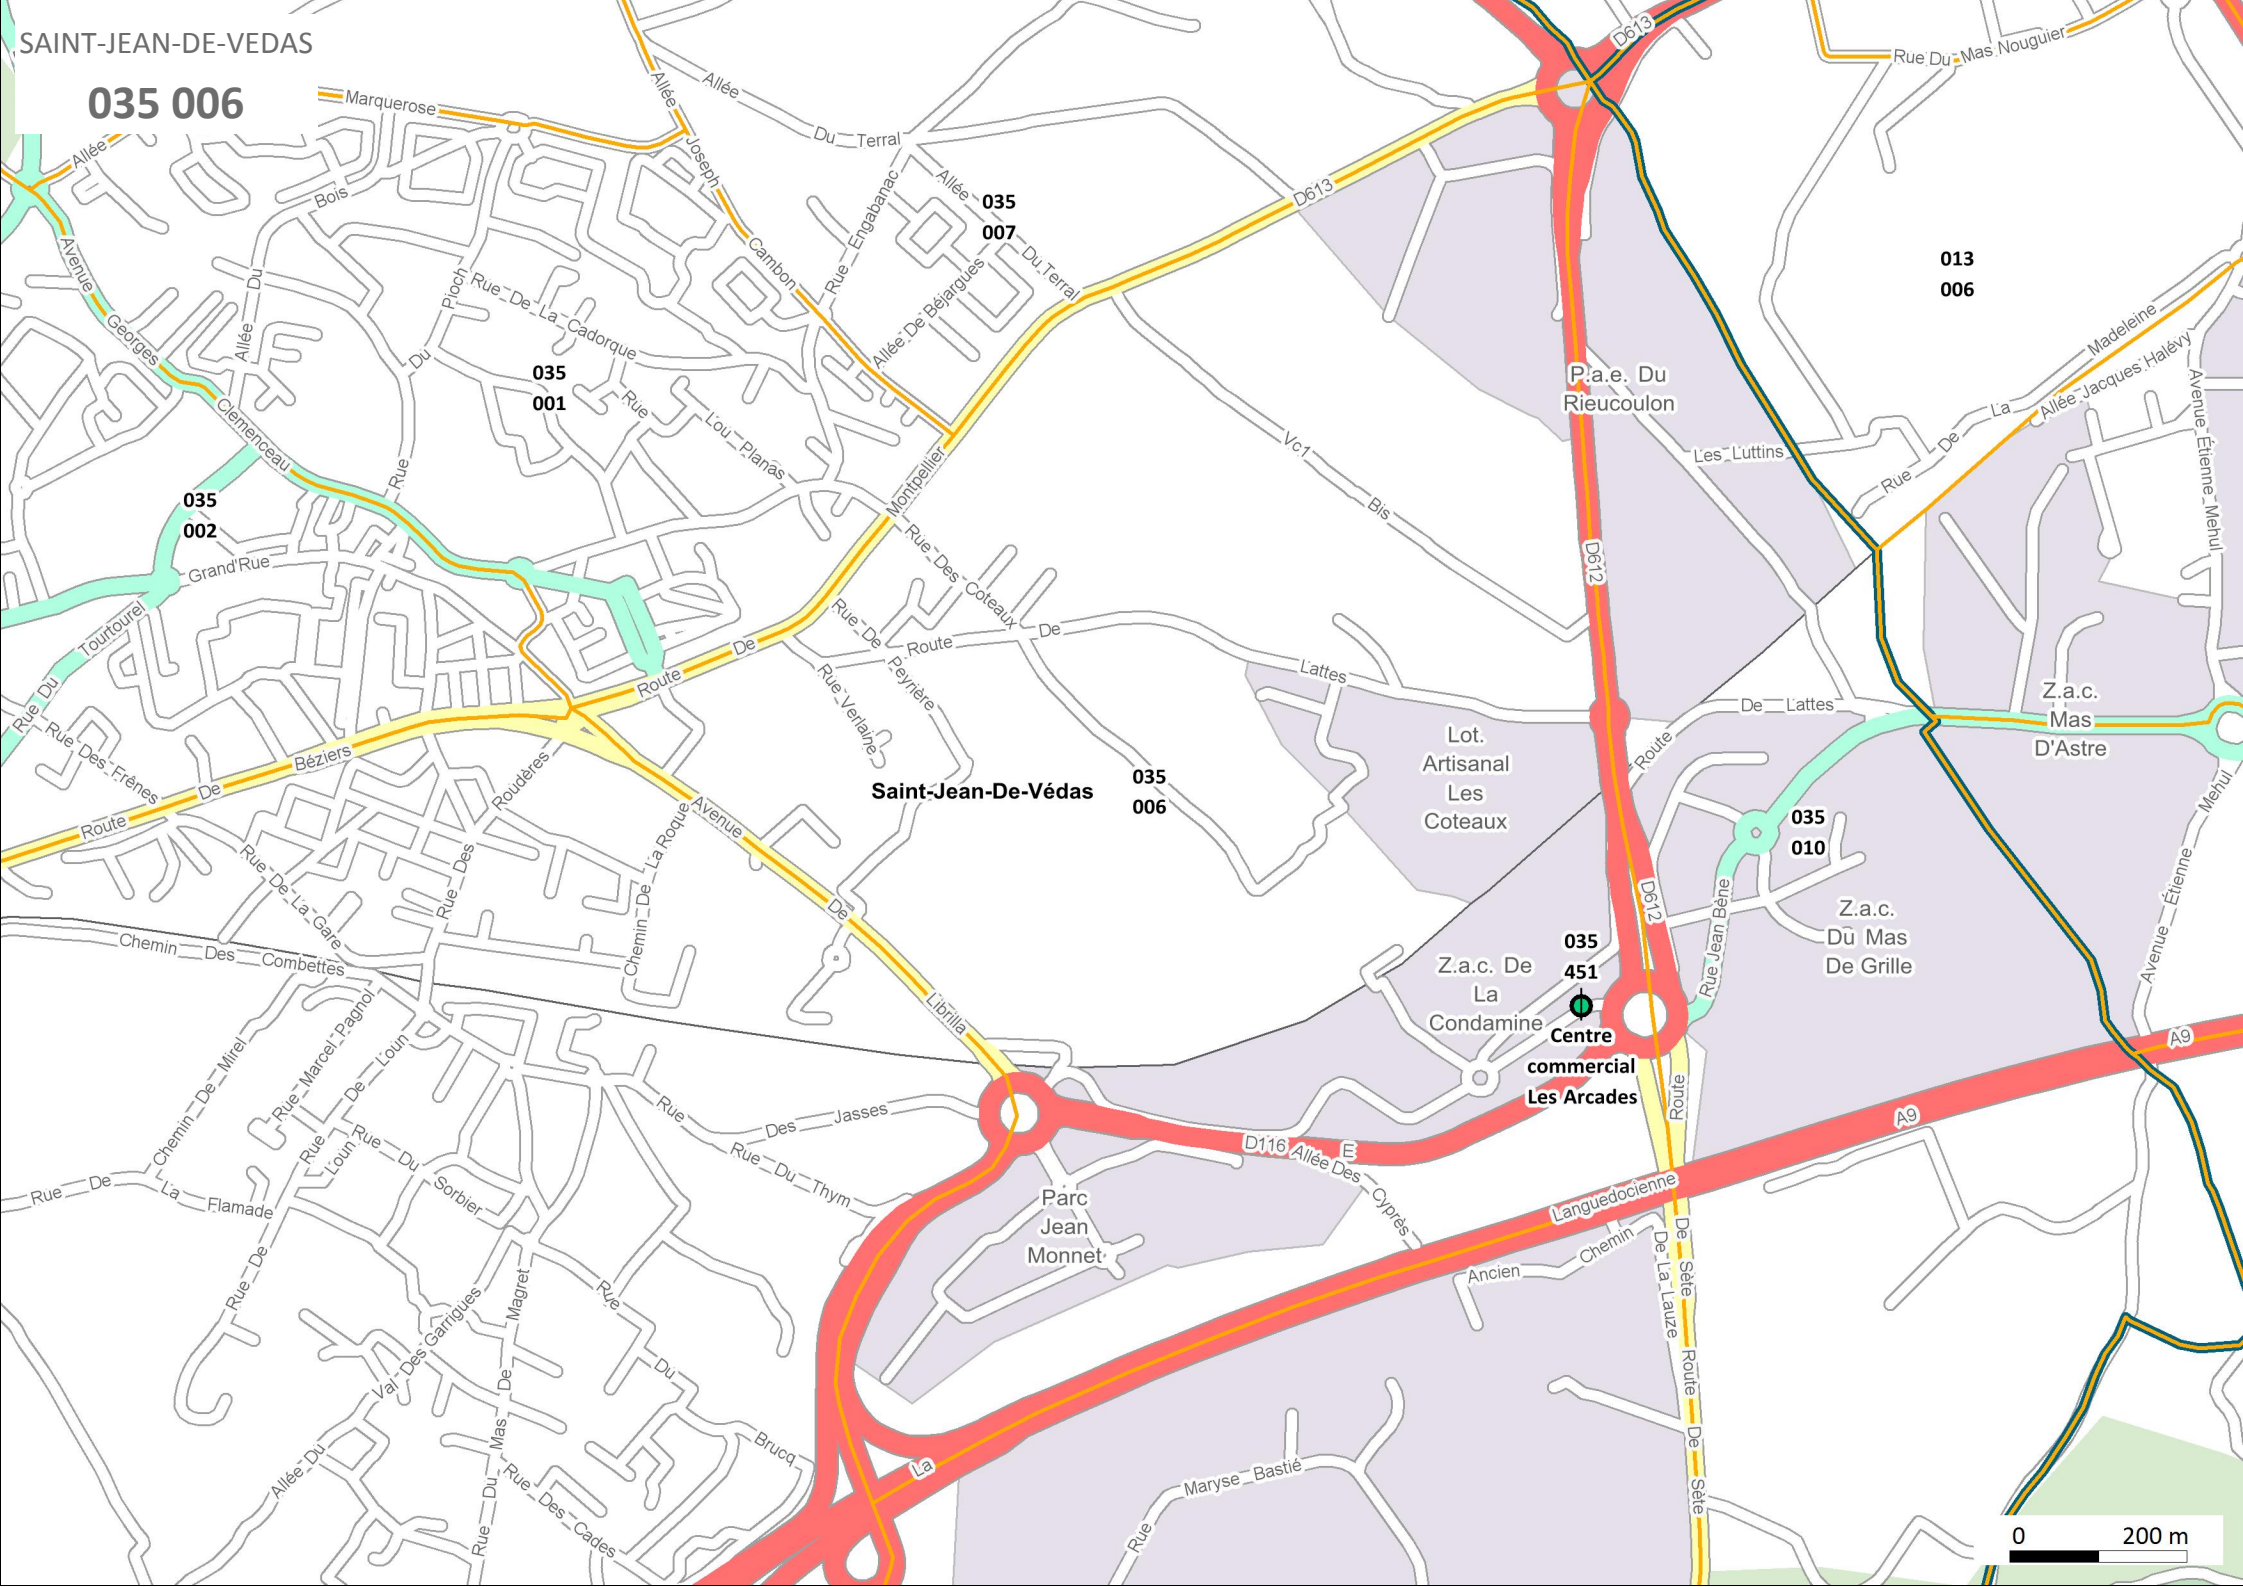 SAINT-JEAN-DE-VEDAS
035 006
D613
Rue Du Mas Nouguier
Allée Marquerose
Allée Joseph Cambon
Allée Du Terral
Bois
Allée Du
Rue Engabanac
Allée Du Terral
035
007
D613
Avenue Georges Clemenceau
Rue Du Pioch
Rue De La Cadorque
Allée De Béjargues
013
006
Rue De La Madeleine
Allée Jacques Halévy
Avenue Étienne Mehul
035
001
Rue Lou Planas
P.a.e. Du
Rieucoulon
Vc1 Bis
Les Luttins
Montpellier
035
002
Grand'Rue
Rue Des Coteaux
D612
Rue Du Tourtourel
Rue De Peyrière
Route De Lattes
Route De
Rue Verlaine
Z.a.c.
Mas
D'Astre
De Lattes
Route
Lot.
Artisanal
Les
Coteaux
Rue Des Frênes
Route De Béziers
Rue Des Roudères
Saint-Jean-De-Védas
035
006
Avenue De Librilla
Chemin De La Roque
035
010
Avenue Étienne Mehul
Rue De La Gare
D612
Rue Jean Bène
Z.a.c.
Du Mas
De Grille
Chemin Des Combettes
035
451
Z.a.c. De
La
Condamine
Centre
commercial
Les Arcades
Chemin De Mirel
Rue Marcel Pagnol
Rue De Loun
Loun
Rue Des Jasses
Rue Du Thym
D116 E
Allée Des Cyprès
Route De Sète
A9
A9
Rue De La Flamade
Rue Du Sorbier
Parc
Jean
Monnet
La Languedocienne
Ancien Chemin De La Lauze
Rue De
Val Des Garrigues
Allée Du
Rue Du Mas De Magret
Rue Du Brucq
Rue Des Cades
Rue Maryse Bastié
Route De Sète
0 200 m